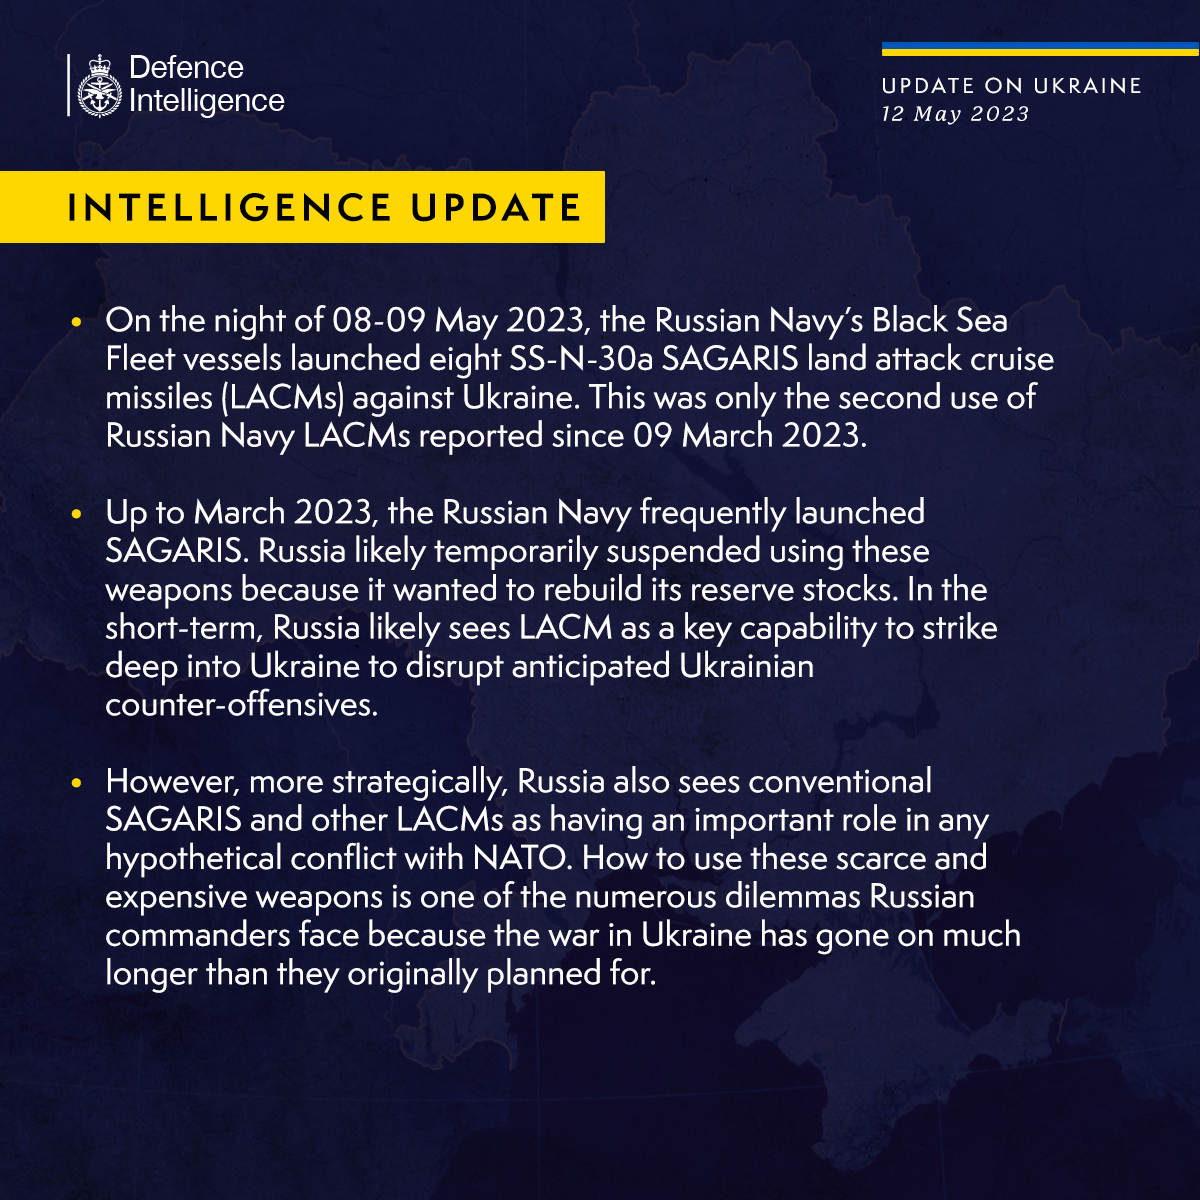 Defence
Intelligence
UPDATE ON UKRAINE
12 May 2023
INTELLIGENCE UPDATE
• On the night of 08-09 May 2023, the Russian Navy’s Black Sea
Fleet vessels launched eight SS-N-30a SAGARIS land attack cruise
missiles (LACMs) against Ukraine. This was only the second use of
Russian Navy LACMs reported since 09 March 2023.
• Up to March 2023, the Russian Navy frequently launched
SAGARIS. Russia likely temporarily suspended using these
weapons because it wanted to rebuild its reserve stocks. In the
short-term, Russia likely sees LACM as a key capability to strike
deep into Ukraine to disrupt anticipated Ukrainian
counter-offensives.
• However, more strategically, Russia also sees conventional
SAGARIS and other LACMs as having an important role in any
hypothetical conflict with NATO. How to use these scarce and
expensive weapons is one of the numerous dilemmas Russian
commanders face because the war in Ukraine has gone on much
longer than they originally planned for.